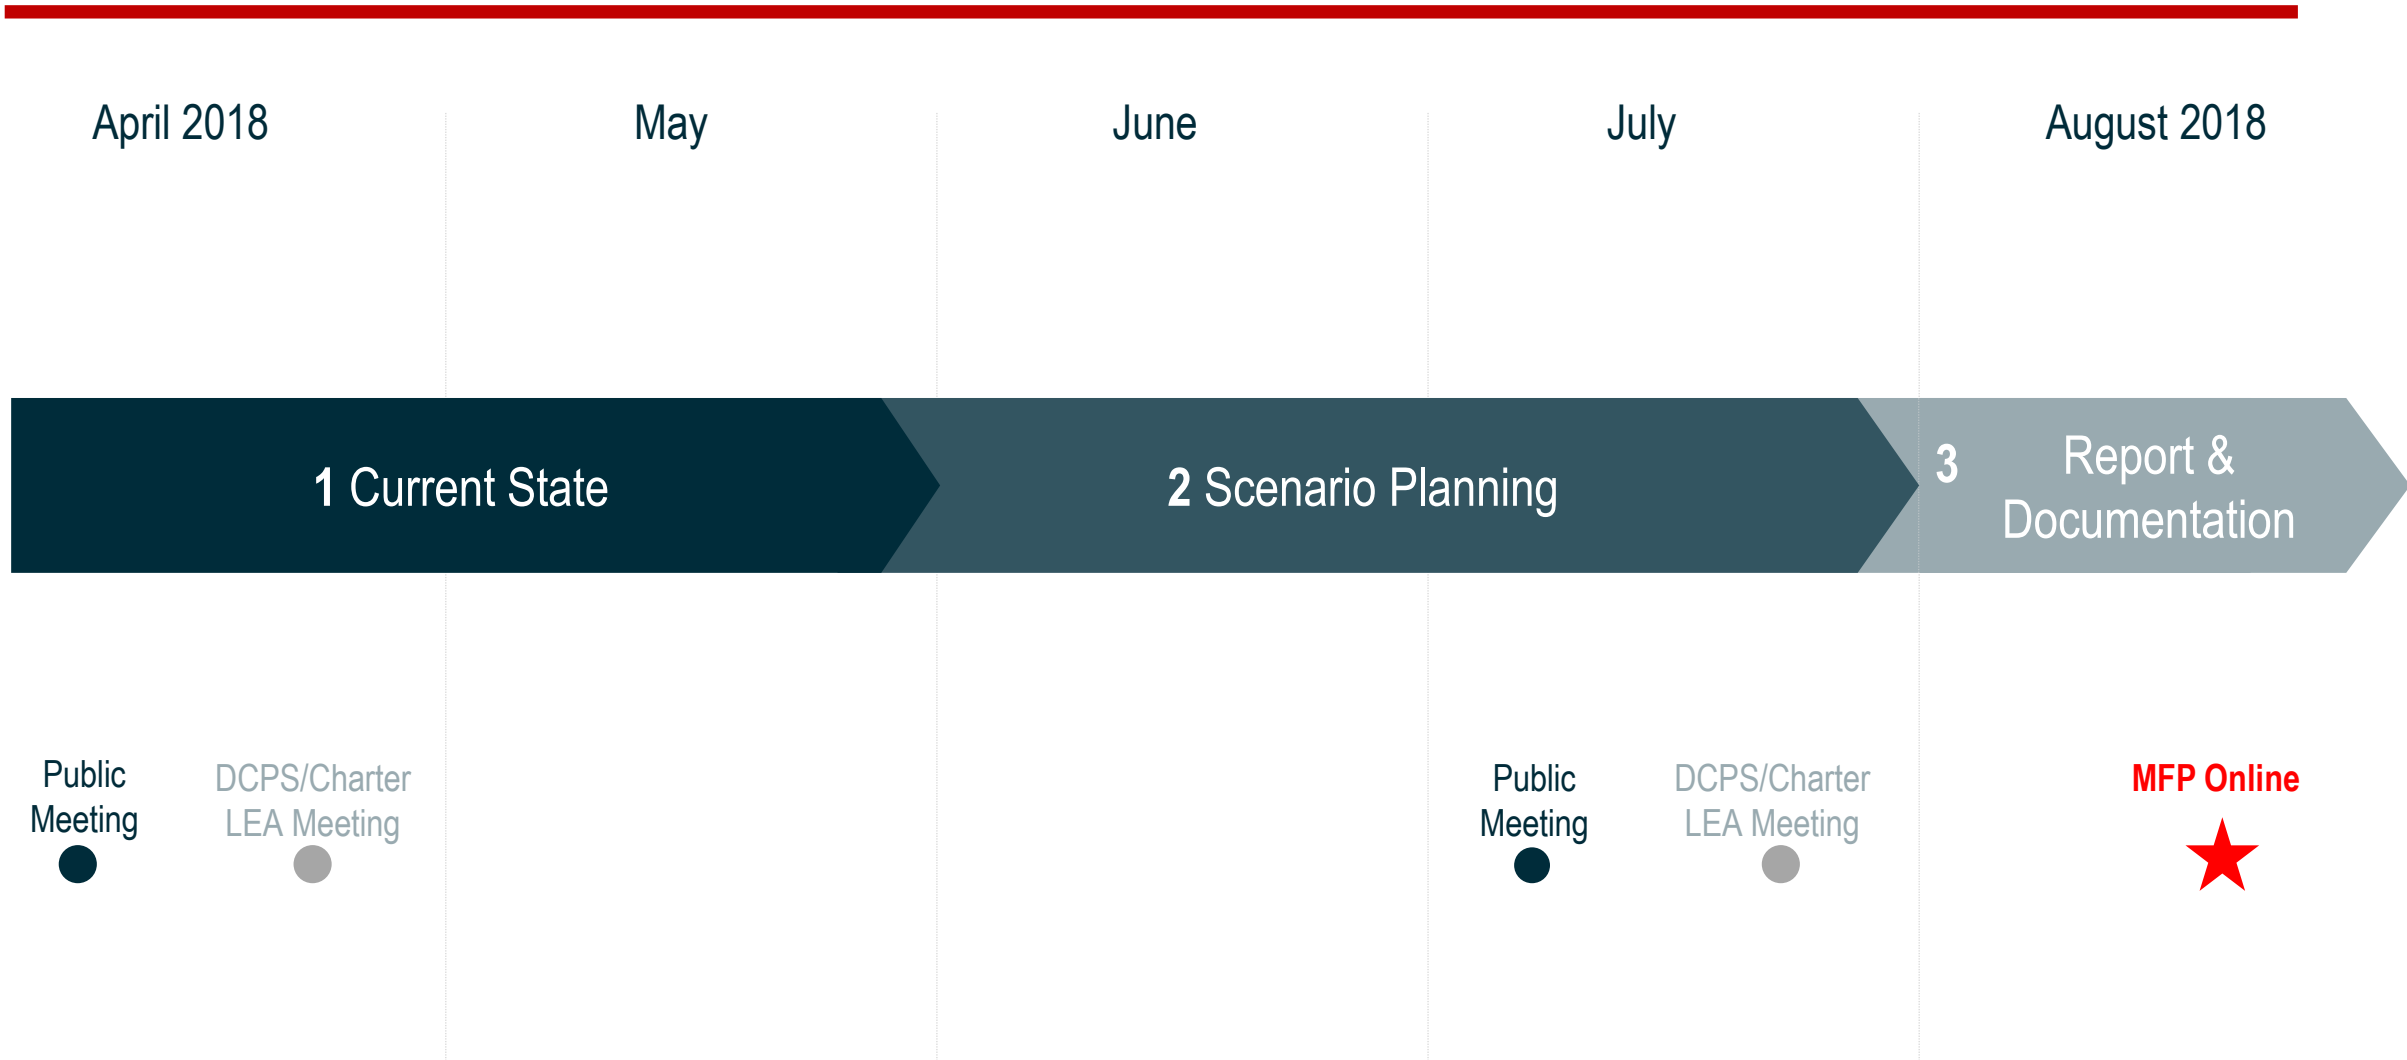 April 2018
May
June
July
August 2018
1 Current State
2 Scenario Planning
3
Report &
Documentation
Public
Meeting
DCPS/Charter
LEA Meeting
Public
Meeting
DCPS/Charter
LEA Meeting
MFP Online